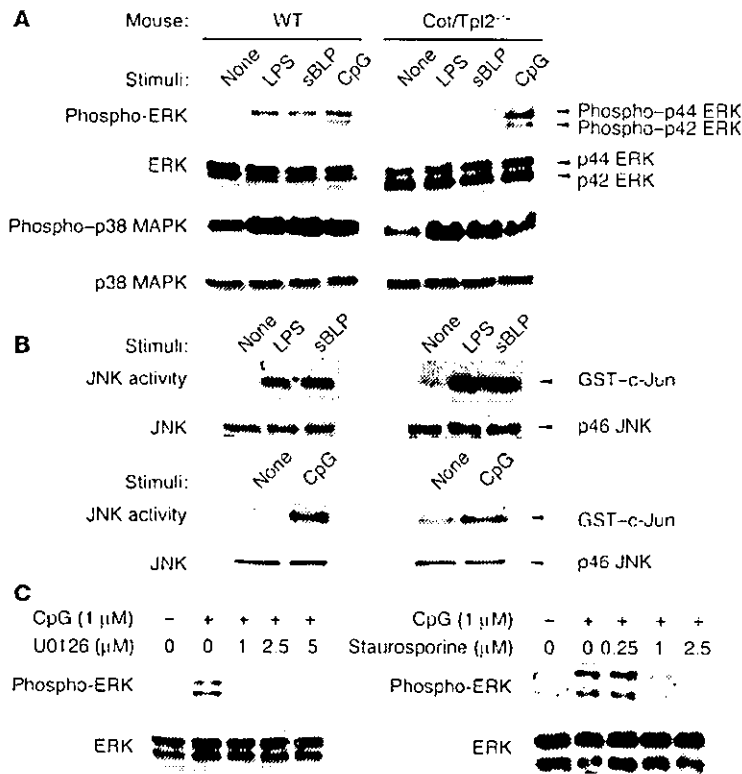 A
Mouse: WT Cot/Tpl2-/-
Stimuli: None LPS sBLP CpG None LPS sBLP CpG
Phospho-ERK Phospho–p44 ERK
Phospho–p42 ERK
ERK p44 ERK
p42 ERK
Phospho–p38 MAPK
p38 MAPK
B
Stimuli: None LPS sBLP None LPS sBLP
JNK activity GST–c-Jun
JNK p46 JNK
Stimuli: None CpG None CpG
JNK activity GST–c-Jun
JNK p46 JNK
C
CpG (1 µM) – + + + +
U0126 (µM) 0 0 1 2.5 5
Phospho-ERK
ERK
CpG (1 µM) – + + + +
Staurosporine (µM) 0 0 0.25 1 2.5
Phospho-ERK
ERK